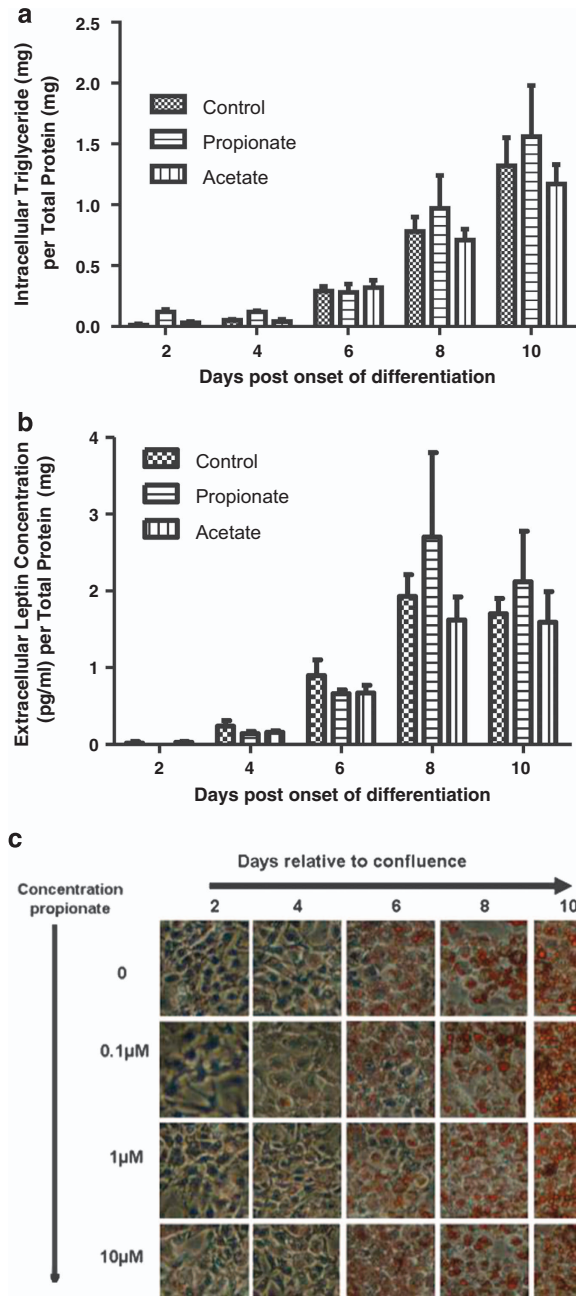 a
2.5
2.0
1.5
1.0
0.5
0.0
Intracellular Triglyceride (mg)
per Total Protein (mg)
Control
Propionate
Acetate
2 4 6 8 10
Days post onset of differentiation
b
4
3
2
1
0
Extracellular Leptin Concentration
(pg/ml) per Total Protein (mg)
Control
Propionate
Acetate
2 4 6 8 10
Days post onset of differentiation
c
Days relative to confluence
Concentration
propionate
2 4 6 8 10
0
0.1µM
1µM
10µM